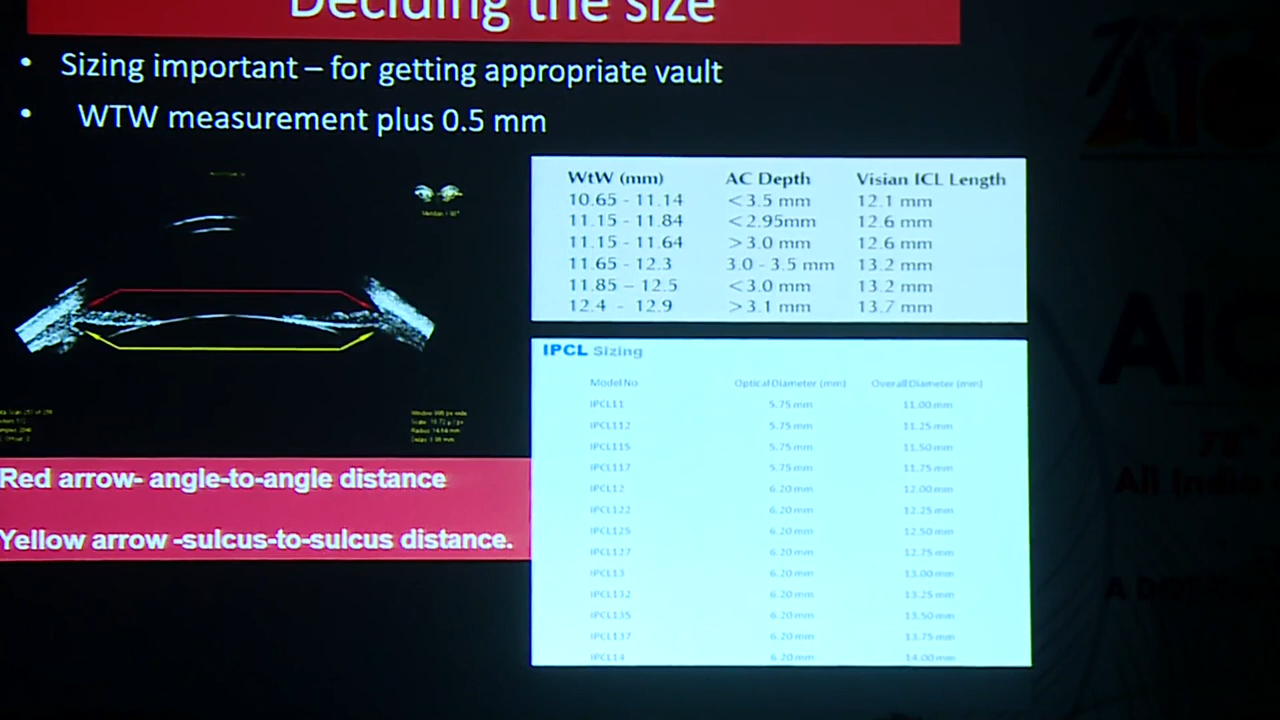 Deciding the size
• Sizing important – for getting appropriate vault
• WTW measurement plus 0.5 mm
WtW (mm) AC Depth Visian ICL Length
10.65 - 11.14 <3.5 mm 12.1 mm
11.15 - 11.84 <2.95mm 12.6 mm
11.15 - 11.64 >3.0 mm 12.6 mm
11.65 - 12.3 3.0 - 3.5 mm 13.2 mm
11.85 – 12.5 <3.0 mm 13.2 mm
12.4 - 12.9 >3.1 mm 13.7 mm
IPCL Sizing
Model No Optical Diameter (mm) Overall Diameter (mm)
IPCL11 5.75 mm 11.00 mm
IPCL112 5.75 mm 11.25 mm
IPCL115 5.75 mm 11.50 mm
IPCL117 5.75 mm 11.75 mm
IPCL12 6.20 mm 12.00 mm
IPCL122 6.20 mm 12.25 mm
IPCL125 6.20 mm 12.50 mm
IPCL127 6.20 mm 12.75 mm
IPCL13 6.20 mm 13.00 mm
IPCL132 6.20 mm 13.25 mm
IPCL135 6.20 mm 13.50 mm
IPCL137 6.20 mm 13.75 mm
IPCL14 6.20 mm 14.00 mm
Red arrow- angle-to-angle distance
Yellow arrow -sulcus-to-sulcus distance.
All India